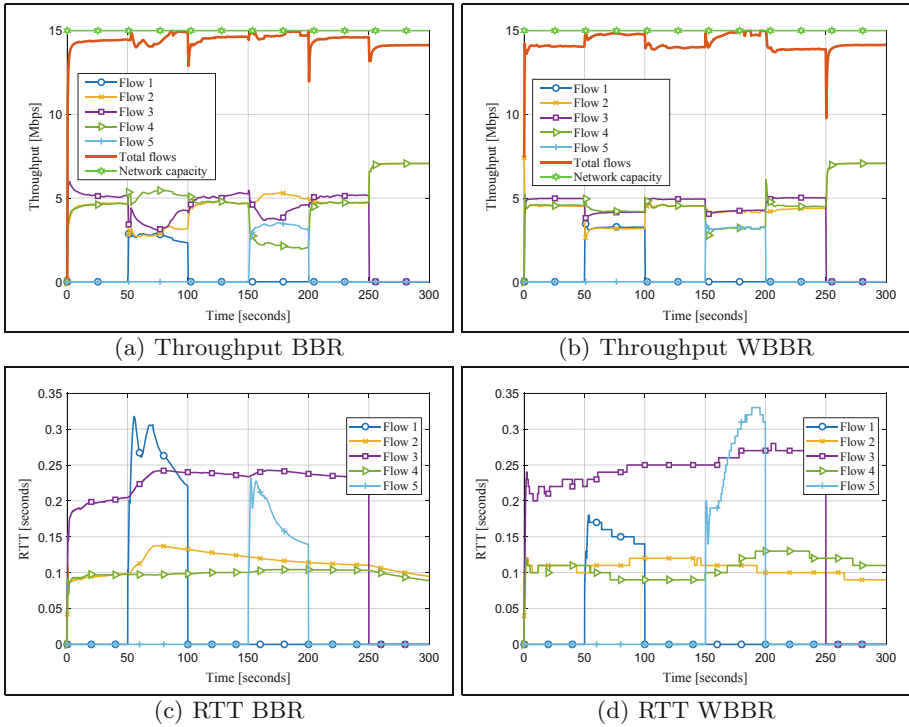 15
10
5
0
0 50 100 150 200 250 300
Throughput [Mbps]
Time [seconds]
Flow 1
Flow 2
Flow 3
Flow 4
Flow 5
Total flows
Network capacity
(a) Throughput BBR
15
10
5
0
0 50 100 150 200 250 300
Throughput [Mbps]
Time [seconds]
Flow 1
Flow 2
Flow 3
Flow 4
Flow 5
Total flows
Network capacity
(b) Throughput WBBR
0.35
0.3
0.25
0.2
0.15
0.1
0.05
0
0 50 100 150 200 250 300
RTT [seconds]
Time [seconds]
Flow 1
Flow 2
Flow 3
Flow 4
Flow 5
(c) RTT BBR
0.35
0.3
0.25
0.2
0.15
0.1
0.05
0
0 50 100 150 200 250 300
RTT [seconds]
Time [seconds]
Flow 1
Flow 2
Flow 3
Flow 4
Flow 5
(d) RTT WBBR